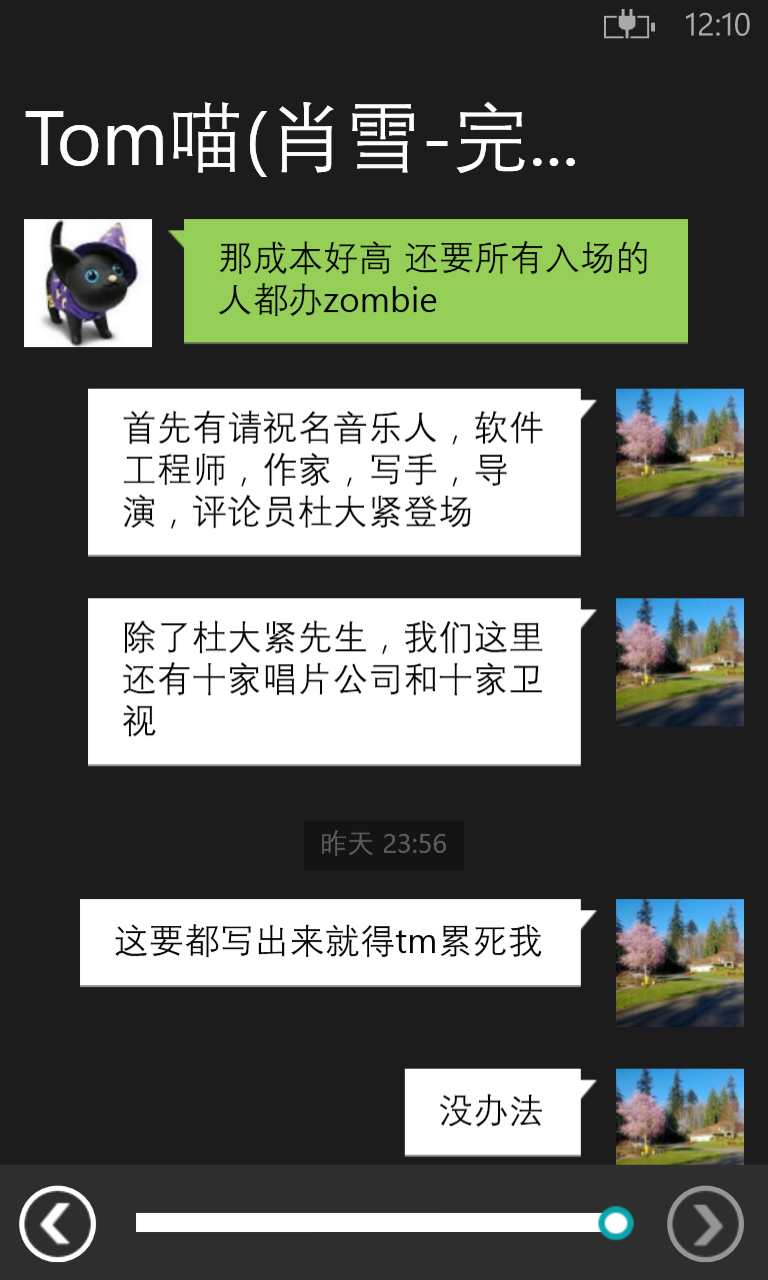 12:10
Tom喵(肖雪-完...
那成本好高 还要所有入场的
人都办zombie
首先有请祝名音乐人，软件
工程师，作家，写手，导
演，评论员杜大紧登场
除了杜大紧先生，我们这里
还有十家唱片公司和十家卫
视
昨天 23:56
这要都写出来就得tm累死我
没办法